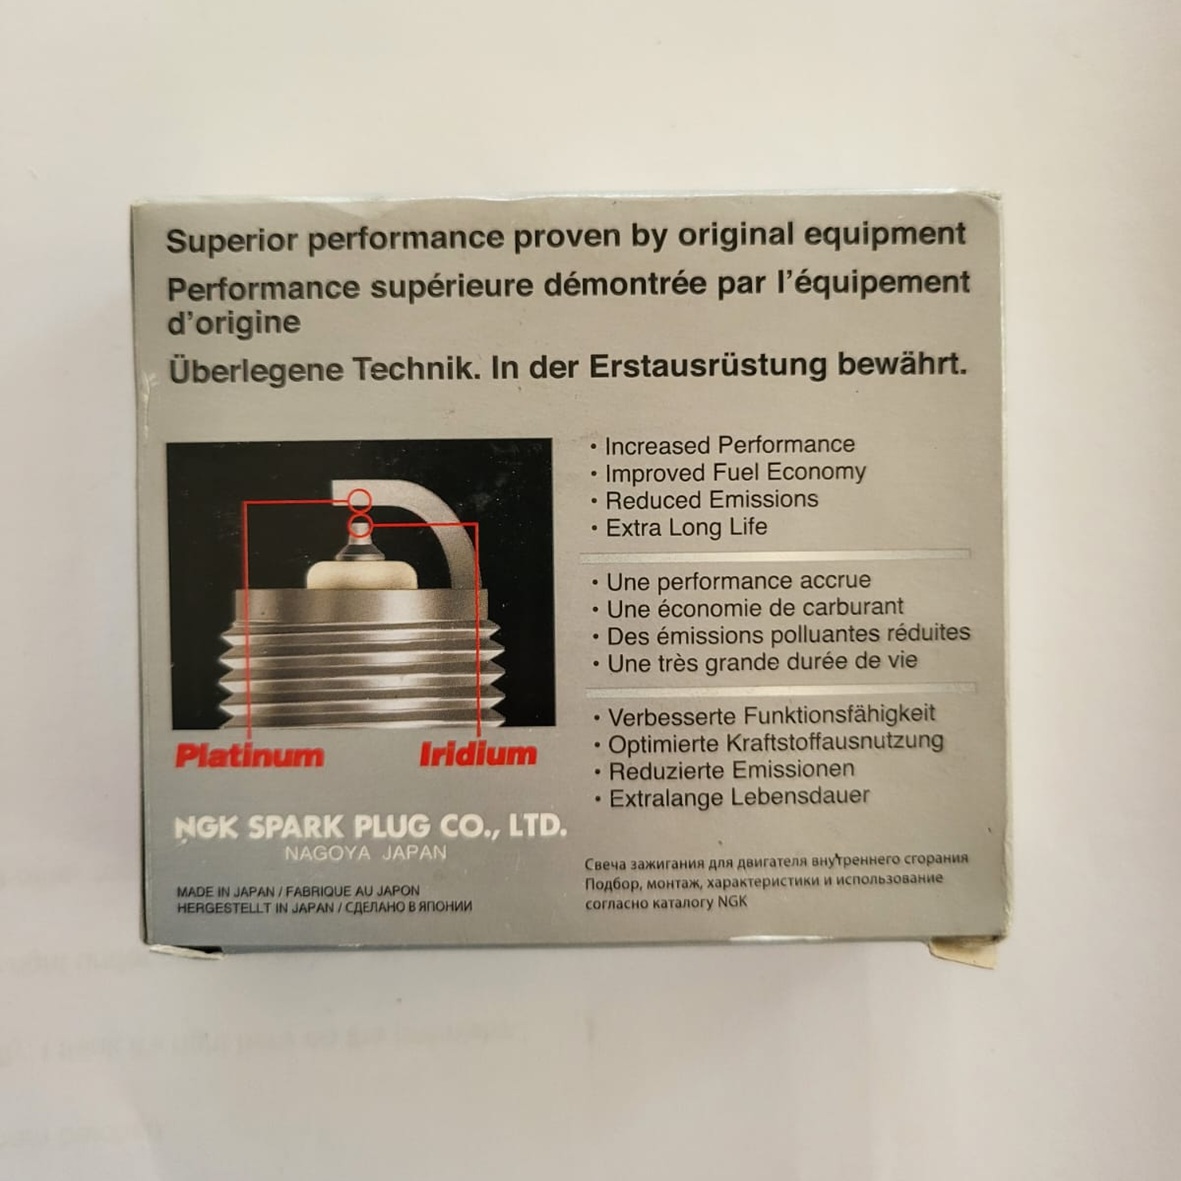 Superior performance proven by original equipment
Performance supérieure démontrée par l'équipement
d'origine
Überlegene Technik. In der Erstausrüstung bewährt.
• Increased Performance
• Improved Fuel Economy
• Reduced Emissions
• Extra Long Life
• Une performance accrue
• Une économie de carburant
• Des émissions polluantes réduites
• Une très grande durée de vie
• Verbesserte Funktionsfähigkeit
• Optimierte Kraftstoffausnutzung
• Reduzierte Emissionen
• Extralange Lebensdauer
Platinum
Iridium
NGK SPARK PLUG CO., LTD.
NAGOYA JAPAN
MADE IN JAPAN / FABRIQUE AU JAPON
HERGESTELLT IN JAPAN / СДЕЛАНО В ЯПОНИИ
Свеча зажигания для двигателя внутреннего сгорания
Подбор, монтаж, характеристики и использование
согласно каталогу NGK